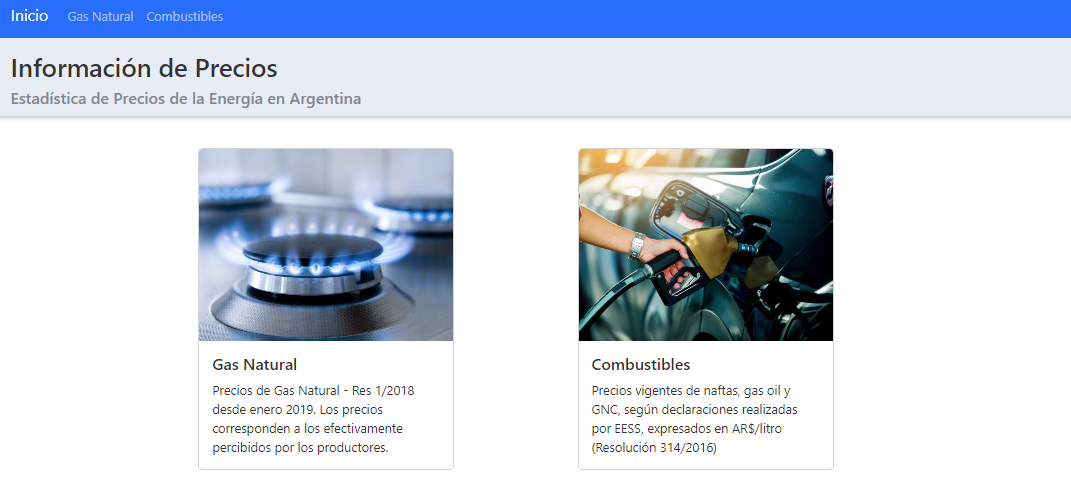 Inicio Gas Natural Combustibles
Información de Precios
Estadística de Precios de la Energía en Argentina
Gas Natural
Precios de Gas Natural - Res 1/2018
desde enero 2019. Los precios
corresponden a los efectivamente
percibidos por los productores.
Combustibles
Precios vigentes de naftas, gas oil y
GNC, según declaraciones realizadas
por EESS, expresados en AR$/litro
(Resolución 314/2016)